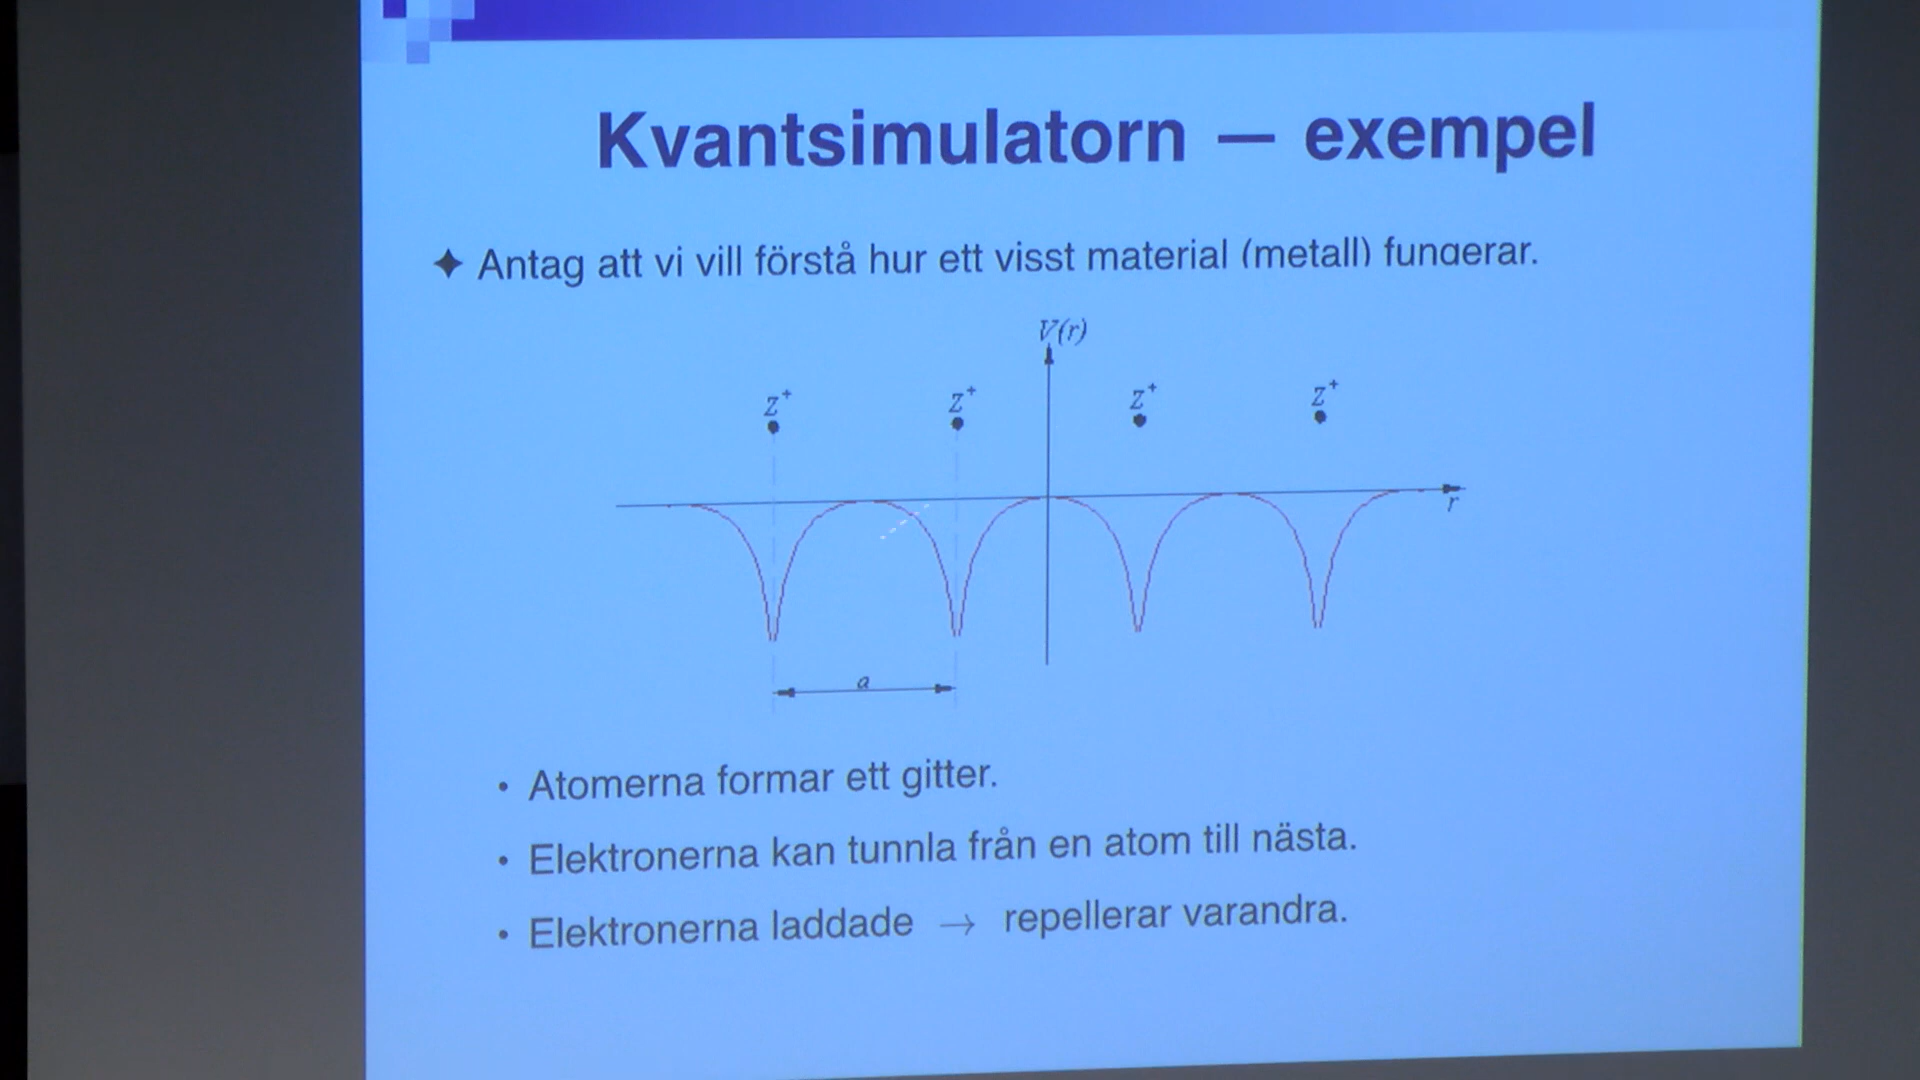 Kvantsimulatorn — exempel
✦ Antag att vi vill förstå hur ett visst material (metall) fungerar.
V(r)
Z⁺ Z⁺ Z⁺ Z⁺
r
a
• Atomerna formar ett gitter.
• Elektronerna kan tunnla från en atom till nästa.
• Elektronerna laddade → repellerar varandra.